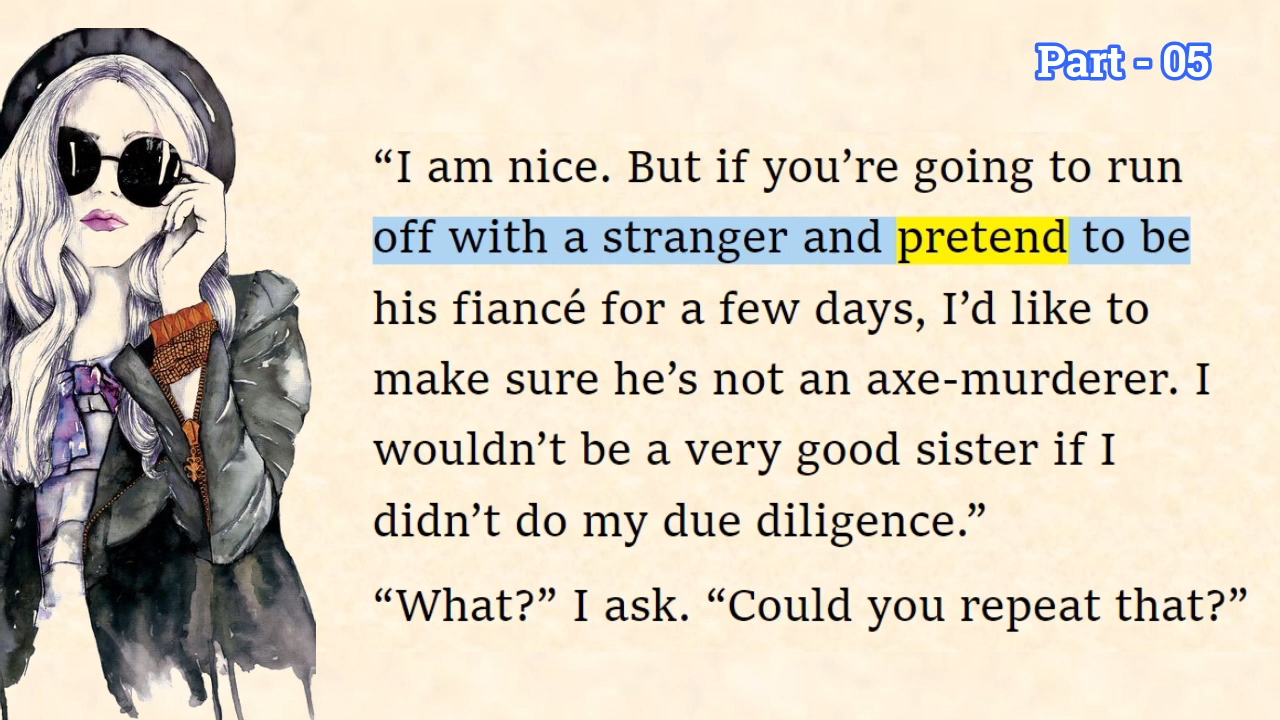 Part - 05
“I am nice. But if you’re going to run
off with a stranger and pretend to be
his fiancé for a few days, I’d like to
make sure he’s not an axe-murderer. I
wouldn’t be a very good sister if I
didn’t do my due diligence.”
“What?” I ask. “Could you repeat that?”